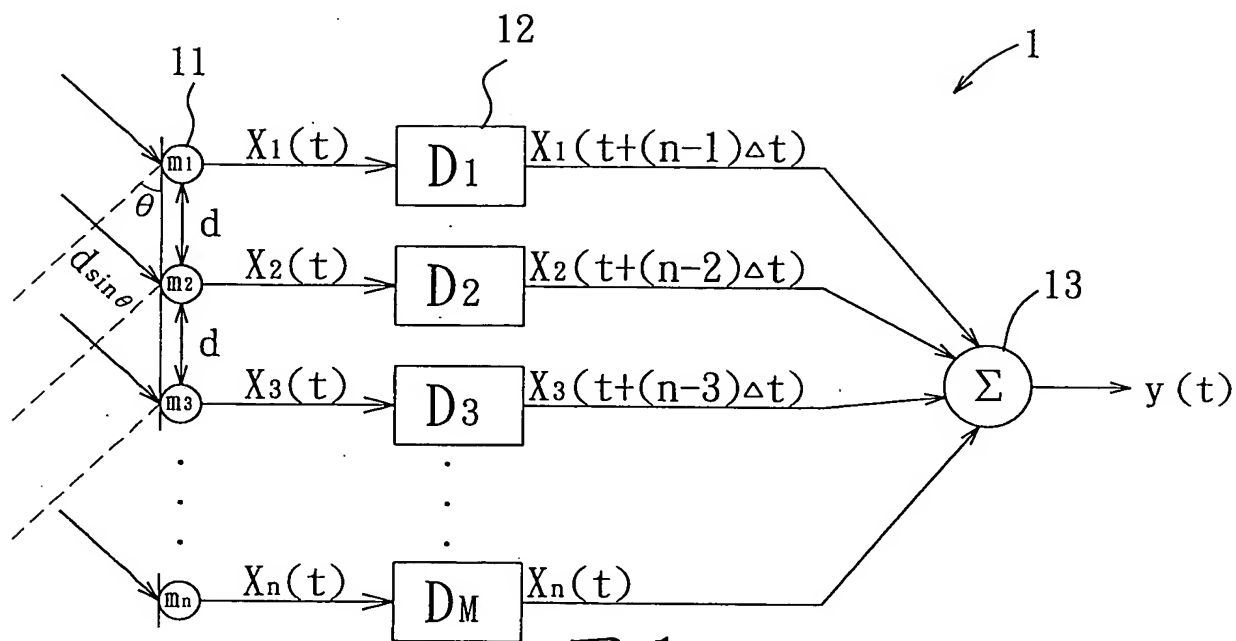 11
12
1
m1
X1(t)
D1
X1(t+(n-1)△t)
θ
d
dsinθ
m2
X2(t)
D2
X2(t+(n-2)△t)
d
13
m3
X3(t)
D3
X3(t+(n-3)△t)
Σ
y(t)
mn
Xn(t)
DM
Xn(t)